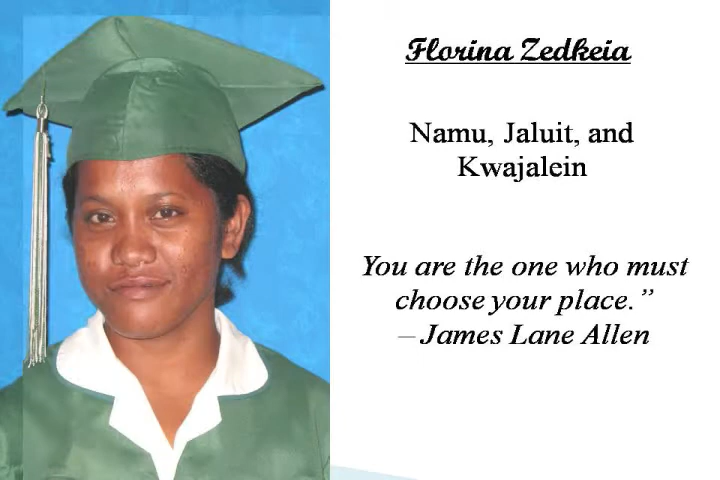 Florina Zedkeia
Namu, Jaluit, and
Kwajalein
You are the one who must
choose your place.”
– James Lane Allen